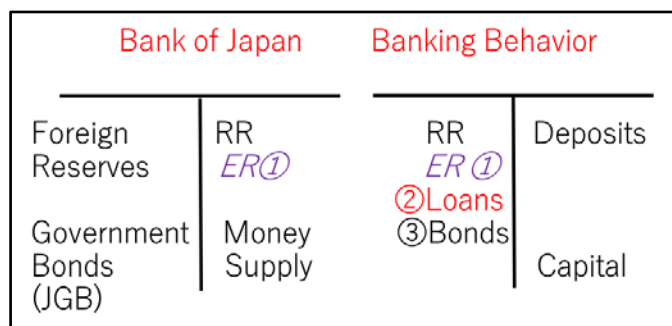 Bank of Japan
Banking Behavior
Foreign
Reserves
Government
Bonds
(JGB)
RR
ER①
Money
Supply
RR
ER ①
②Loans
③Bonds
Deposits
Capital